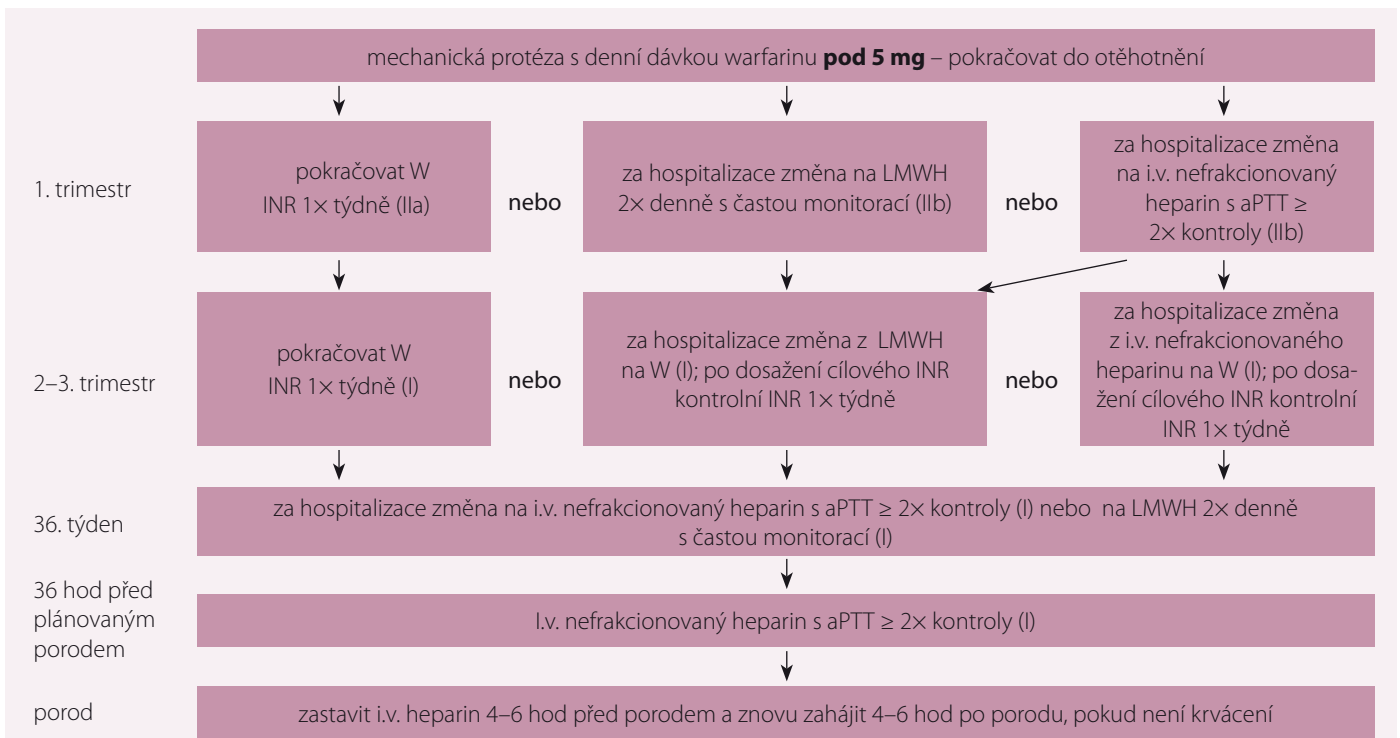 mechanická protéza s denní dávkou warfarinu pod 5 mg – pokračovat do otěhotnění
1. trimestr
pokračovat W
INR 1× týdně (IIa)
nebo
za hospitalizace změna na LMWH
2× denně s častou monitorací (IIb)
nebo
za hospitalizace změna
na i.v. nefrakcionovaný
heparin s aPTT ≥
2× kontroly (IIb)
2–3. trimestr
pokračovat W
INR 1× týdně (I)
nebo
za hospitalizace změna z LMWH
na W (I); po dosažení cílového INR
kontrolní INR 1× týdně
nebo
za hospitalizace změna
z i.v. nefrakcionovaného
heparinu na W (I); po dosa-
žení cílového INR kontrolní
INR 1× týdně
36. týden
za hospitalizace změna na i.v. nefrakcionovaný heparin s aPTT ≥ 2× kontroly (I) nebo na LMWH 2× denně
s častou monitorací (I)
36 hod před
plánovaným
porodem
I.v. nefrakcionovaný heparin s aPTT ≥ 2× kontroly (I)
porod
zastavit i.v. heparin 4–6 hod před porodem a znovu zahájit 4–6 hod po porodu, pokud není krvácení